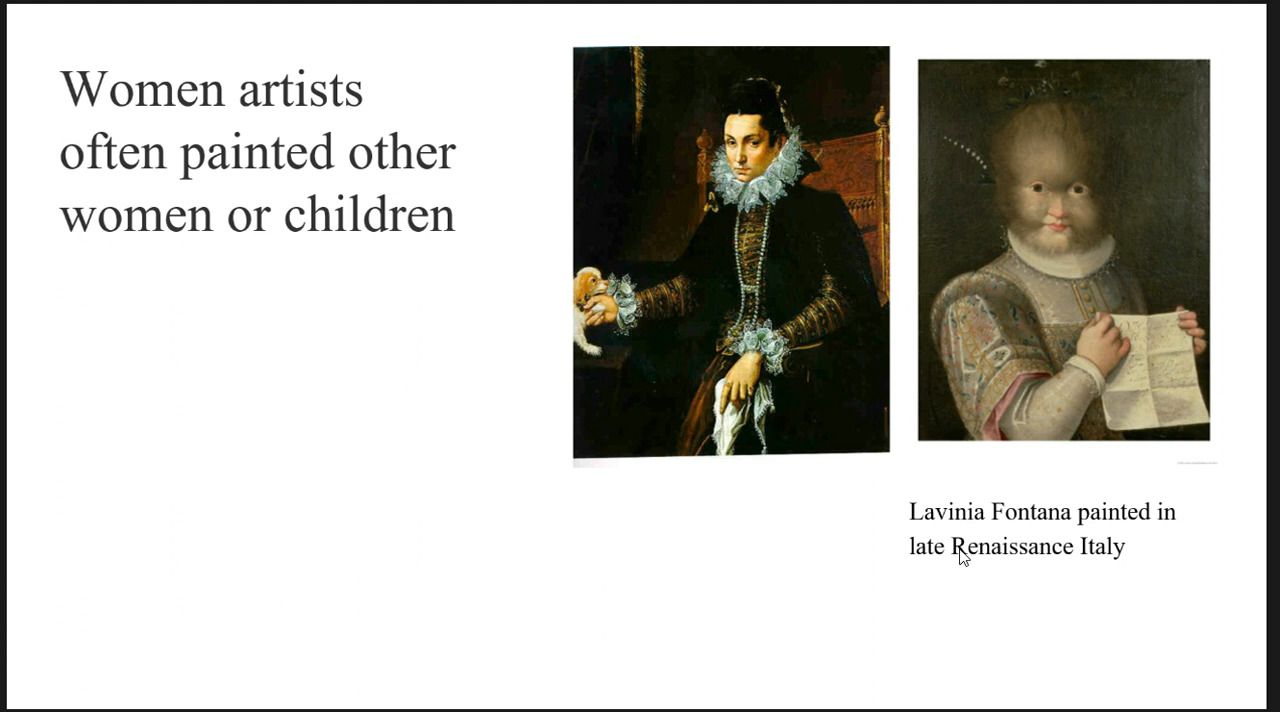 Women artists
often painted other
women or children
Lavinia Fontana painted in
late Renaissance Italy